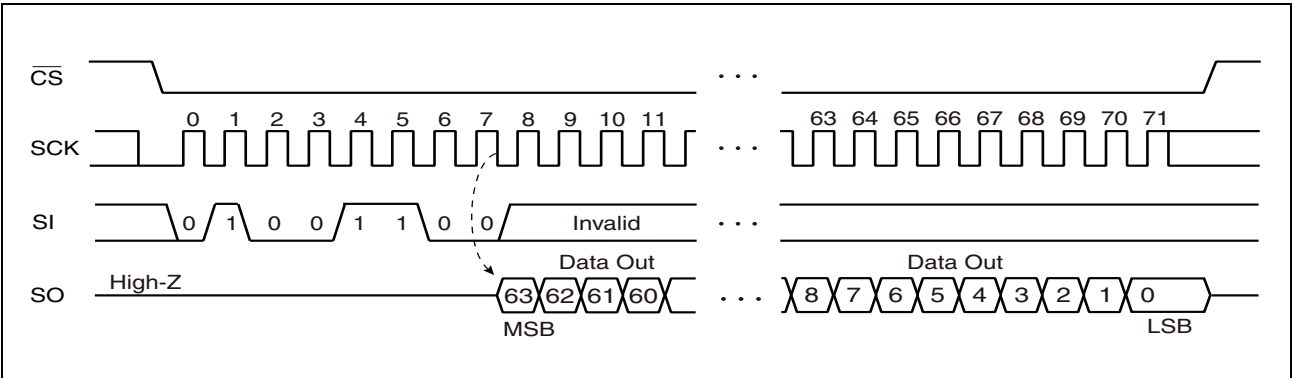 CS
. . .
0 1 2 3 4 5 6 7 8 9 10 11 63 64 65 66 67 68 69 70 71
SCK
. . .
SI
0 1 0 0 1 1 0 0 Invalid
. . .
Data Out Data Out
High-Z
SO
63 62 61 60 . . . 8 7 6 5 4 3 2 1 0
MSB LSB